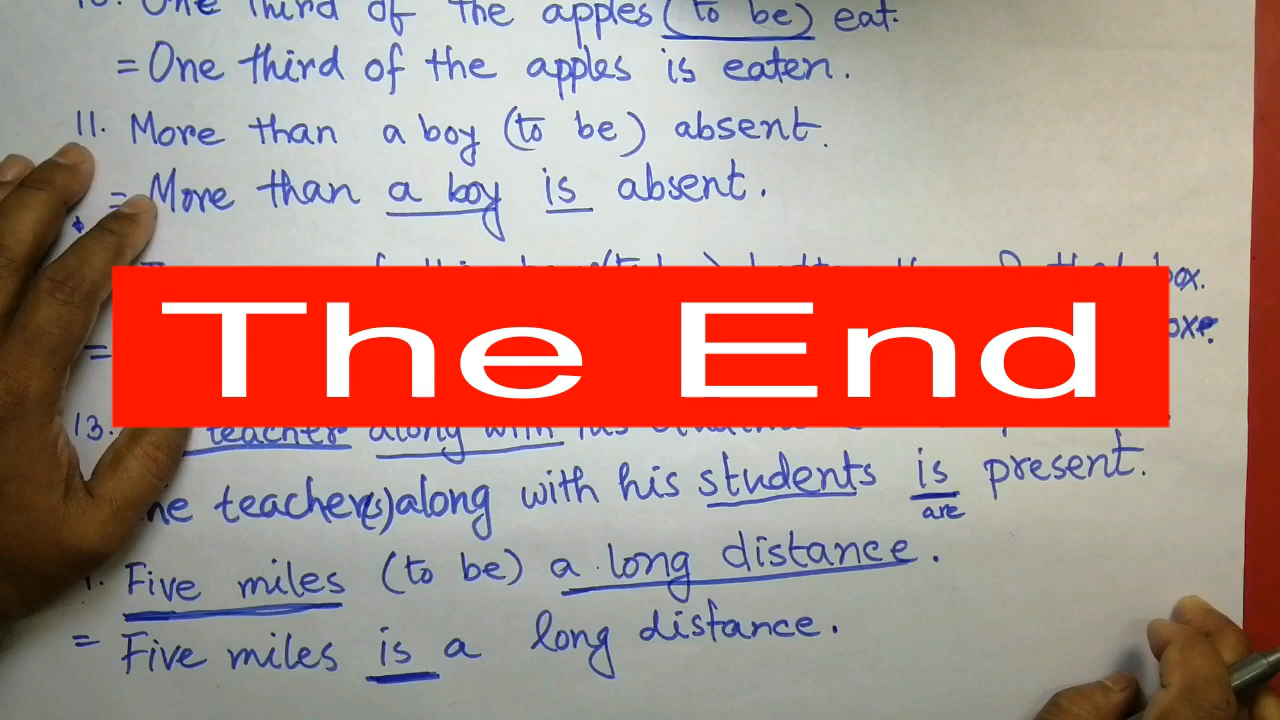 One third of the apples (to be) eat.
= One third of the apples is eaten.
11. More than a boy (to be) absent.
= More than a boy is absent.
box.
=
The End
13. teacher along with his
teacher(s) along with his students is present.
are
Five miles (to be) a long distance.
= Five miles is a long distance.